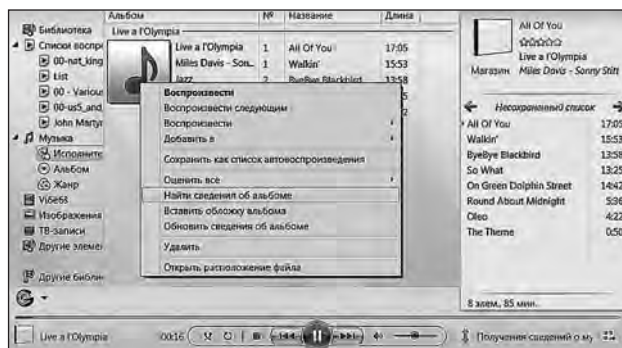 Альбом № Название Длина
Библиотека
Списки воспр
00-nat_king
List
00 - Various
00-us5_and
John Martyr
Музыка
Исполните
Альбом
Жанр
Изображения
ТВ-записи
Другие элемен
Другие библи
Live a l'Olympia
Live a l'Olympia 1 All Of You 17:05
Miles Davis - Son.. 1 Walkin' 15:53
Jazz 2 ByeBye Blackbird 13:58
Воспроизвести
Воспроизвести следующим
Воспроизвести
Добавить в
Сохранить как список автовоспроизведения
Оценить все
Найти сведения об альбоме
Вставить обложку альбома
Обновить сведения об альбоме
Удалить
Открыть расположение файла
All Of You
Live a l'Olympia
Магазин Miles Davis - Sonny Stitt
Несохраненный список
All Of You 17:05
Walkin' 15:53
ByeBye Blackbird 13:58
So What 13:25
On Green Dolphin Street 14:42
Round About Midnight 5:36
Oleo 4:22
The Theme 0:50
8 элем., 85 мин.
Live a l'Olympia 00:16
Получения сведений о му